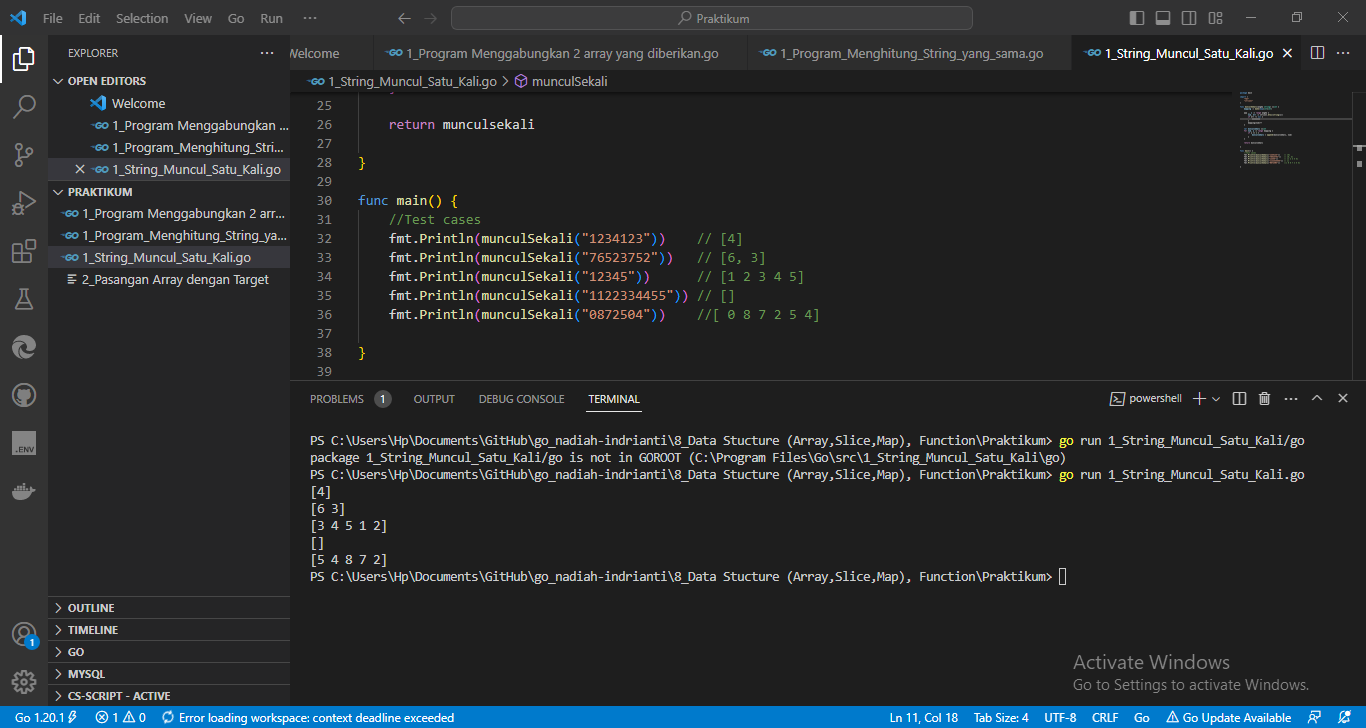 File Edit Selection View Go Run ··· Praktikum
EXPLORER ···
Welcome 1_Program Menggabungkan 2 array yang diberikan.go 1_Program_Menghitung_String_yang_sama.go 1_String_Muncul_Satu_Kali.go ···
OPEN EDITORS
Welcome
1_Program Menggabungkan ...
1_Program_Menghitung_Stri...
1_String_Muncul_Satu_Kali.go
PRAKTIKUM
1_Program Menggabungkan 2 arr...
1_Program_Menghitung_String_ya...
1_String_Muncul_Satu_Kali.go
2_Pasangan Array dengan Target
OUTLINE
TIMELINE
GO
MYSQL
CS-SCRIPT - ACTIVE
.ENV
1
1_String_Muncul_Satu_Kali.go > munculSekali
25
26 return munculsekali
27
28 }
29
30 func main() {
31 //Test cases
32 fmt.Println(munculSekali("1234123")) // [4]
33 fmt.Println(munculSekali("76523752")) // [6, 3]
34 fmt.Println(munculSekali("12345")) // [1 2 3 4 5]
35 fmt.Println(munculSekali("1122334455")) // []
36 fmt.Println(munculSekali("0872504")) //[ 0 8 7 2 5 4]
37
38 }
39
PROBLEMS 1 OUTPUT DEBUG CONSOLE TERMINAL powershell ···
PS C:\Users\Hp\Documents\GitHub\go_nadiah-indrianti\8_Data Stucture (Array,Slice,Map), Function\Praktikum> go run 1_String_Muncul_Satu_Kali/go
package 1_String_Muncul_Satu_Kali/go is not in GOROOT (C:\Program Files\Go\src\1_String_Muncul_Satu_Kali\go)
PS C:\Users\Hp\Documents\GitHub\go_nadiah-indrianti\8_Data Stucture (Array,Slice,Map), Function\Praktikum> go run 1_String_Muncul_Satu_Kali.go
[4]
[6 3]
[3 4 5 1 2]
[]
[5 4 8 7 2]
PS C:\Users\Hp\Documents\GitHub\go_nadiah-indrianti\8_Data Stucture (Array,Slice,Map), Function\Praktikum>
Activate Windows
Go to Settings to activate Windows.
Go 1.20.1 1 0 Error loading workspace: context deadline exceeded Ln 11, Col 18 Tab Size: 4 UTF-8 CRLF Go Go Update Available